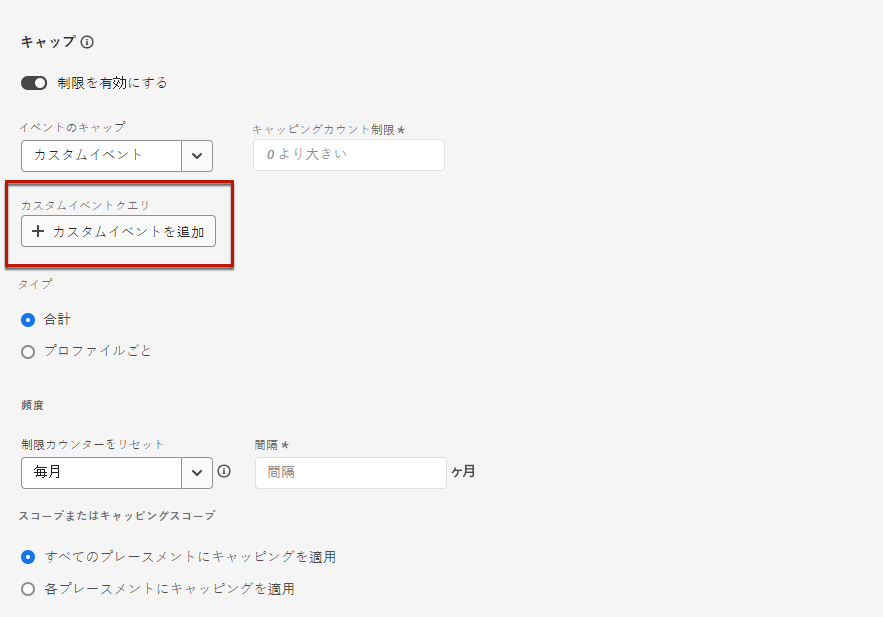 キャップ
制限を有効にする
イベントのキャップ
キャッピングカウント制限 *
カスタムイベント
0 より大きい
カスタムイベントクエリ
+ カスタムイベントを追加
タイプ
合計
プロファイルごと
頻度
制限カウンターをリセット
間隔 *
毎月
間隔
ヶ月
スコープまたはキャッピングスコープ
すべてのプレースメントにキャッピングを適用
各プレースメントにキャッピングを適用